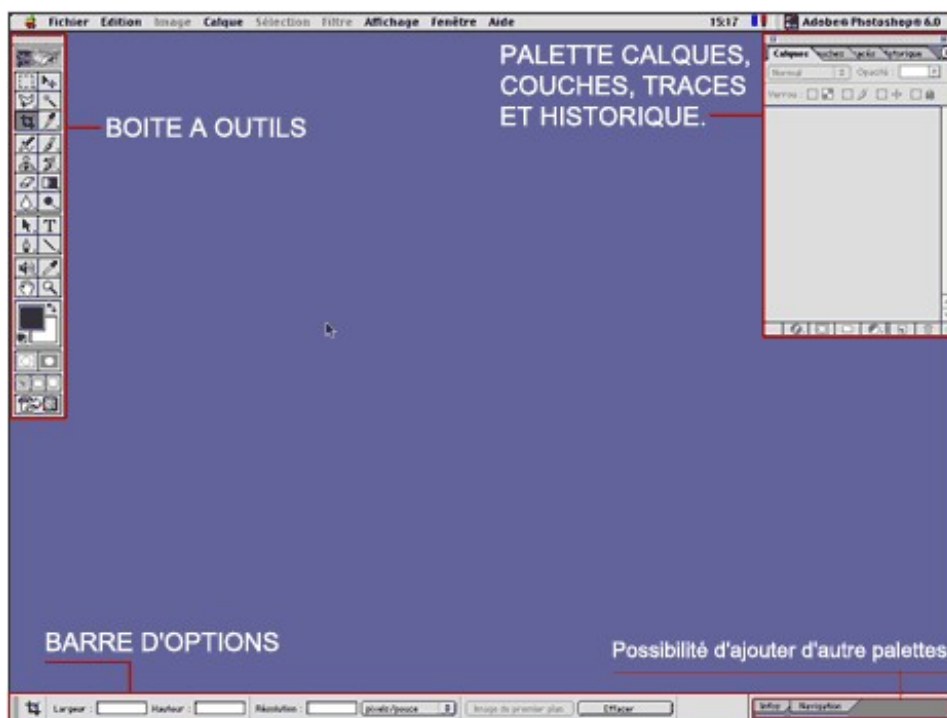 Fichier Edition Image Calque Sélection Filtre Affichage Fenêtre Aide 15:17 Adobe® Photoshop® 6.0
PALETTE CALQUES,
COUCHES, TRACES
ET HISTORIQUE.
Calques
Normal Opacité :
Verrou :
BOITE A OUTILS
T
BARRE D'OPTIONS
Possibilité d'ajouter d'autre palettes
Largeur : Hauteur : Résolution : pixels/pouce Image de premier plan Effacer
Infos Navigation